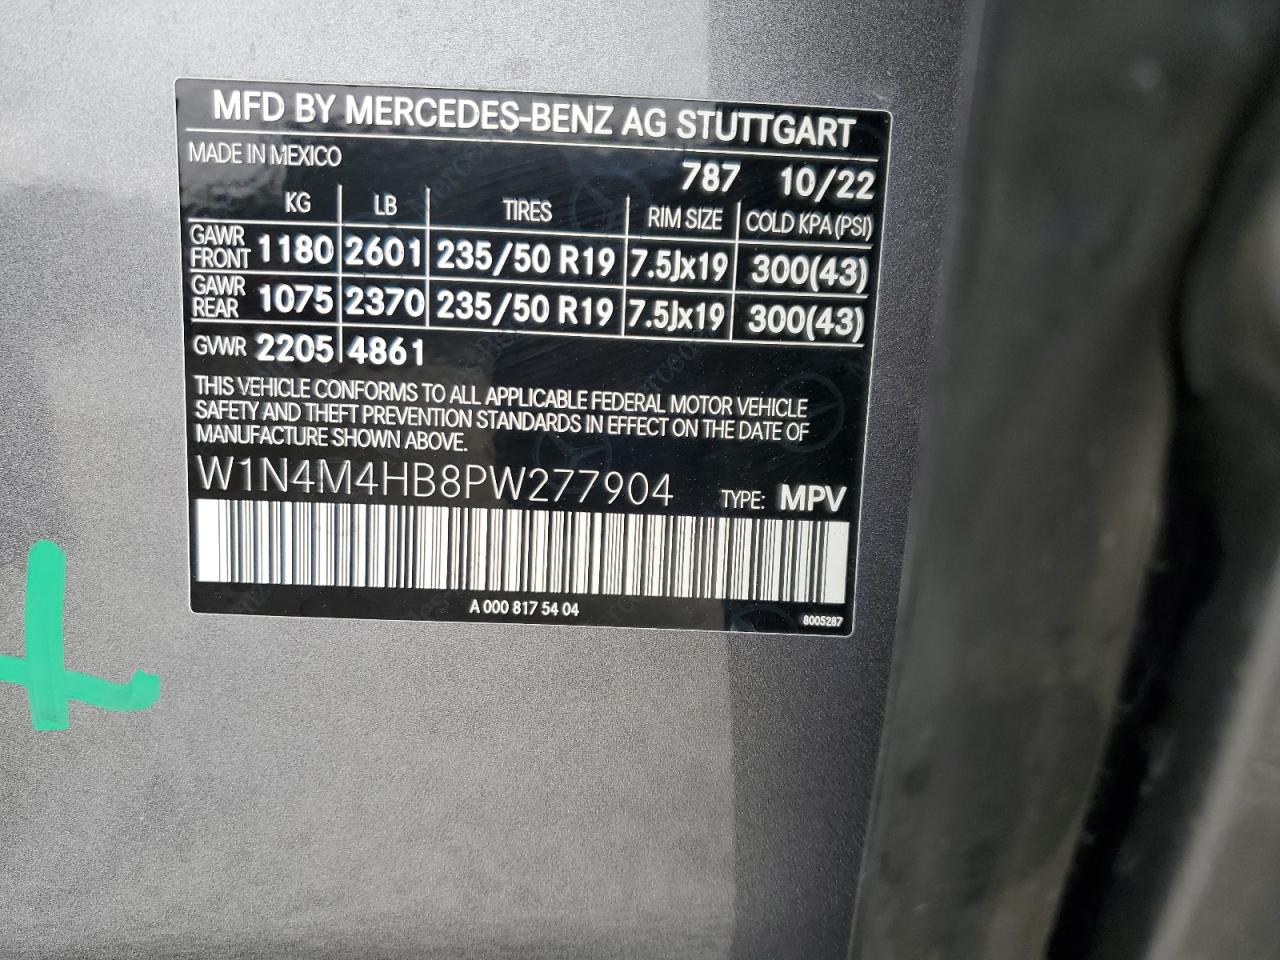 MFD BY MERCEDES-BENZ AG STUTTGART
MADE IN MEXICO
787 10/22
KG LB TIRES RIM SIZE COLD KPA (PSI)
GAWR FRONT 1180 2601 235/50 R19 7.5Jx19 300(43)
GAWR REAR 1075 2370 235/50 R19 7.5Jx19 300(43)
GVWR 2205 4861
THIS VEHICLE CONFORMS TO ALL APPLICABLE FEDERAL MOTOR VEHICLE
SAFETY AND THEFT PREVENTION STANDARDS IN EFFECT ON THE DATE OF
MANUFACTURE SHOWN ABOVE.
W1N4M4HB8PW277904 TYPE: MPV
A 000 817 54 04
8005287